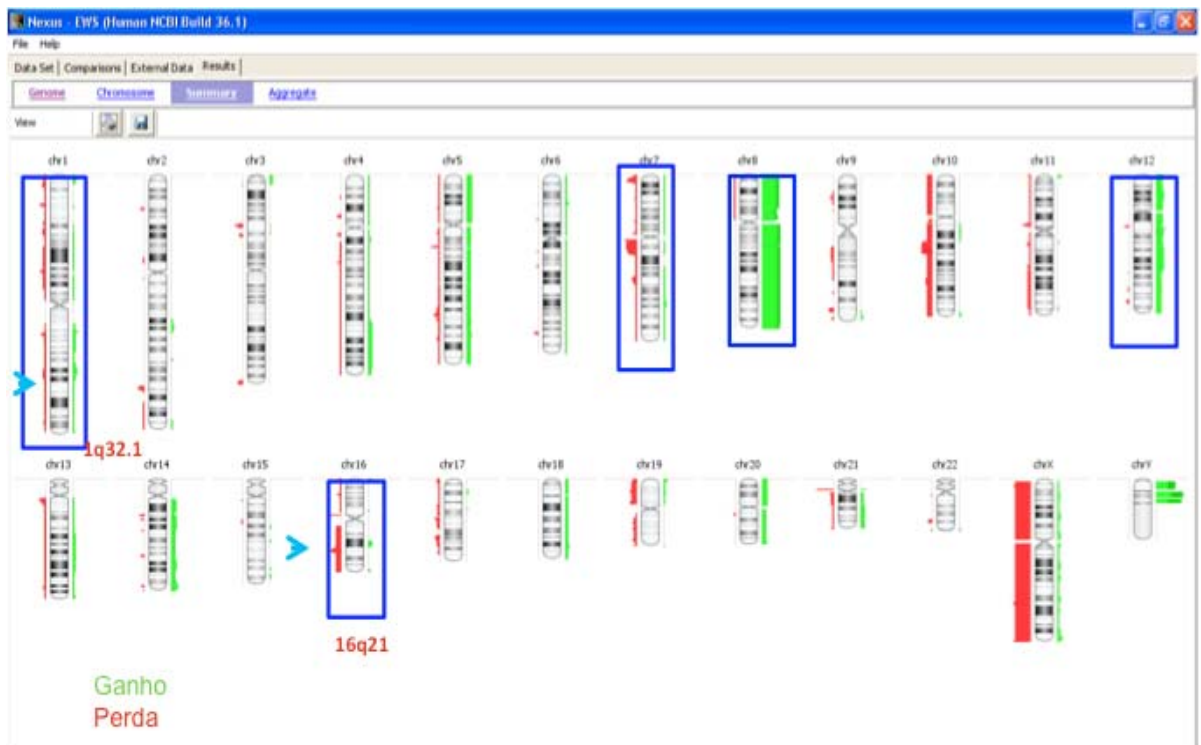 Nexus - EWS (Human NCBI Build 36.1)
File Help
Data Set Comparisons External Data Results
Genome Chromosome Summary Aggregate
View
chr1 chr2 chr3 chr4 chr5 chr6 chr7 chr8 chr9 chr10 chr11 chr12
1q32.1
chr13 chr14 chr15 chr16 chr17 chr18 chr19 chr20 chr21 chr22 chrX chrY
16q21
Ganho
Perda